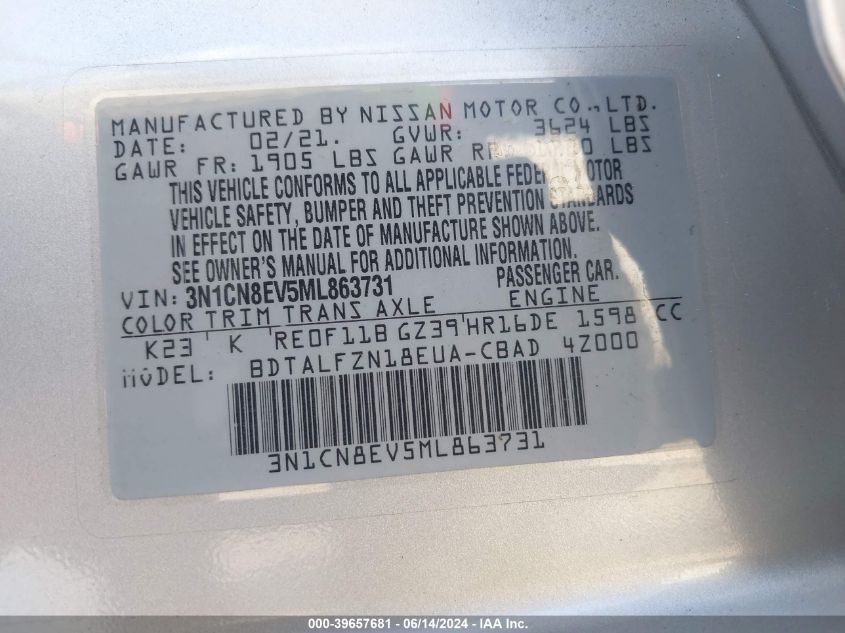 MANUFACTURED BY NISSAN MOTOR CO.,LTD.
DATE: 02/21. GVWR: 3624 LBS
GAWR FR: 1905 LBS GAWR LBS
THIS VEHICLE CONFORMS TO ALL APPLICABLE
VEHICLE SAFETY, BUMPER AND THEFT PREVENTION
IN EFFECT ON THE DATE OF MANUFACTURE SHOWN ABOVE.
SEE OWNER'S MANUAL FOR ADDITIONAL INFORMATION.
VIN: 3N1CN8EV5ML863731 PASSENGER CAR.
COLOR TRIM TRANS AXLE ENGINE
K23 K RE0F11B GZ39 HR16DE 1598 CC
MODEL: BDTALFZN18EUA-CBAD 4Z000
3N1CN8EV5ML863731
000-39657681 / 06/14/2024 - IAA Inc.